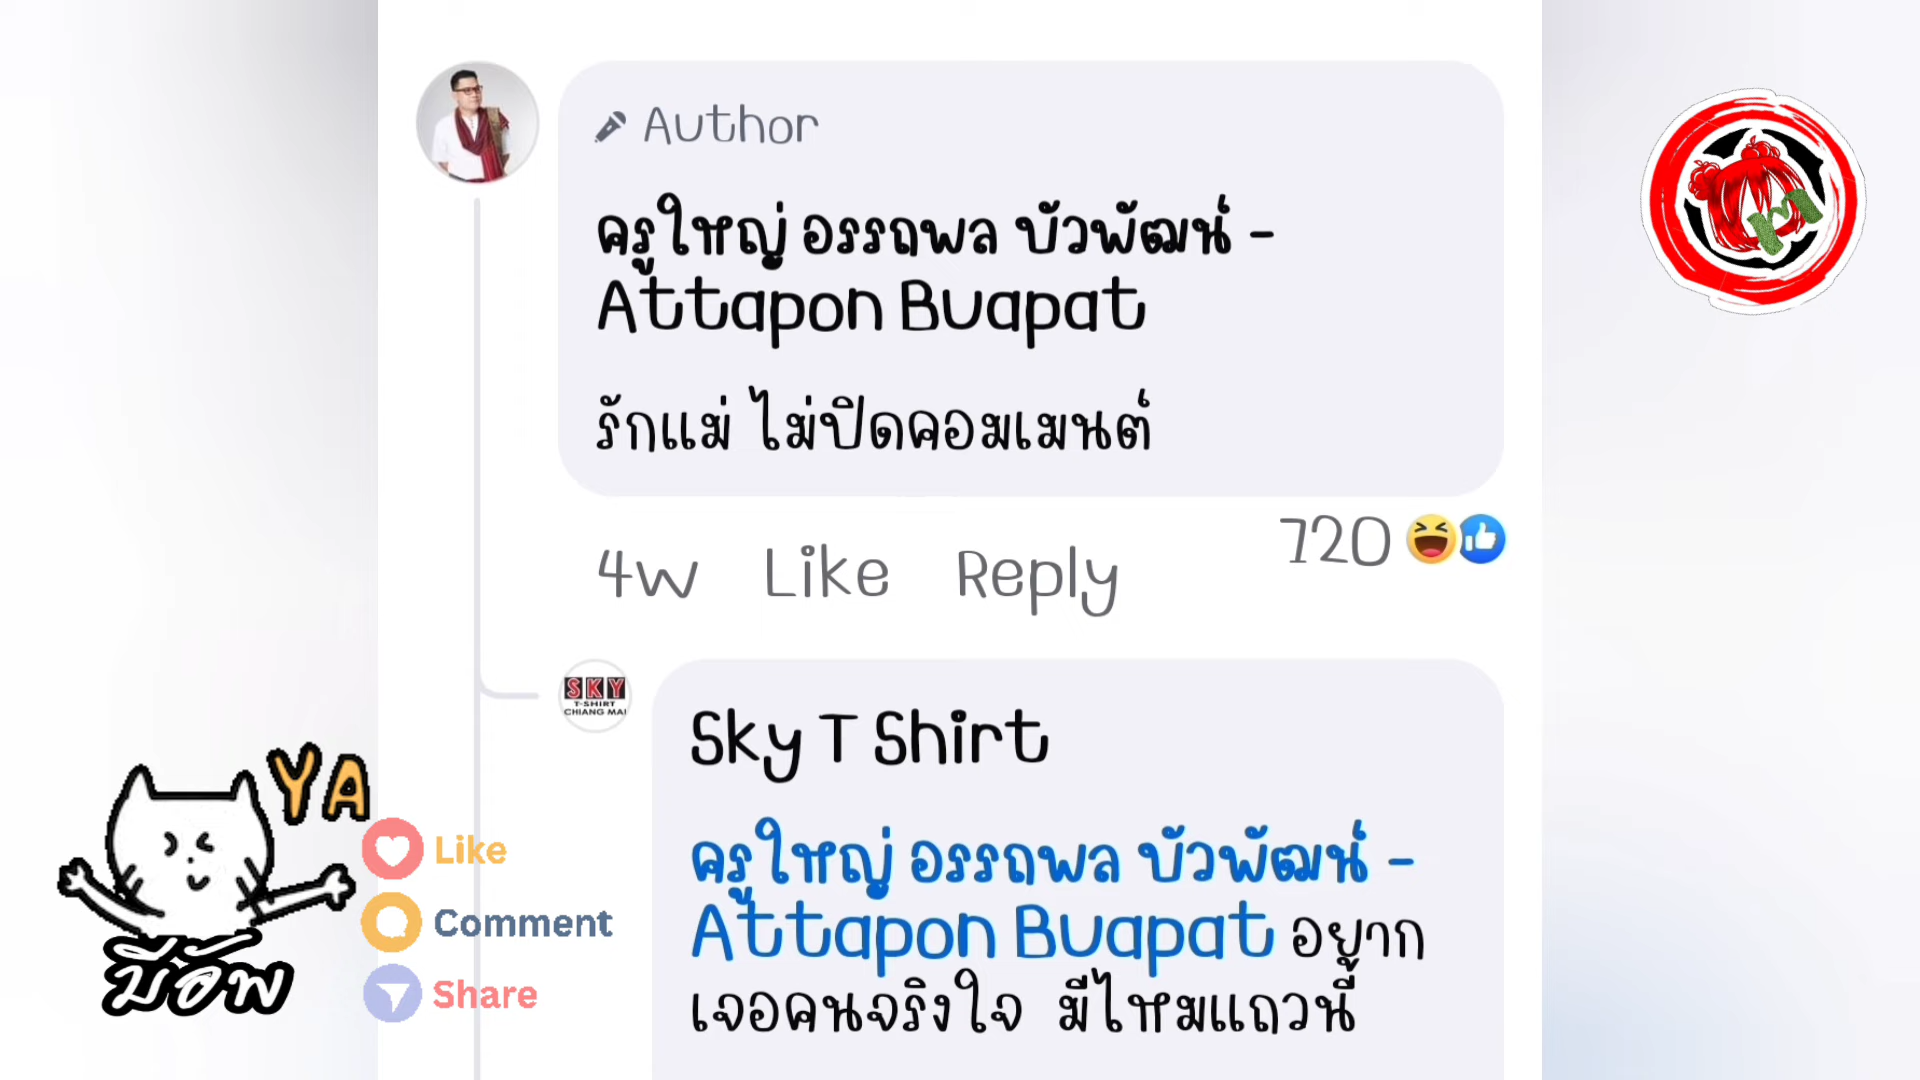 Author
ครูใหญ่ อรรถพล บัวพัฒน์ -
Attapon Buapat
รักแม่ ไม่ปิดคอมเมนต์
4w Like Reply 720
SKY
T-SHIRT
CHIANG MAI
Sky T Shirt
ครูใหญ่ อรรถพล บัวพัฒน์ -
Attapon Buapat อยาก
เจอคนจริงใจ มีไหมแถวนี้
YA
มีอัพ
Like
Comment
Share
M